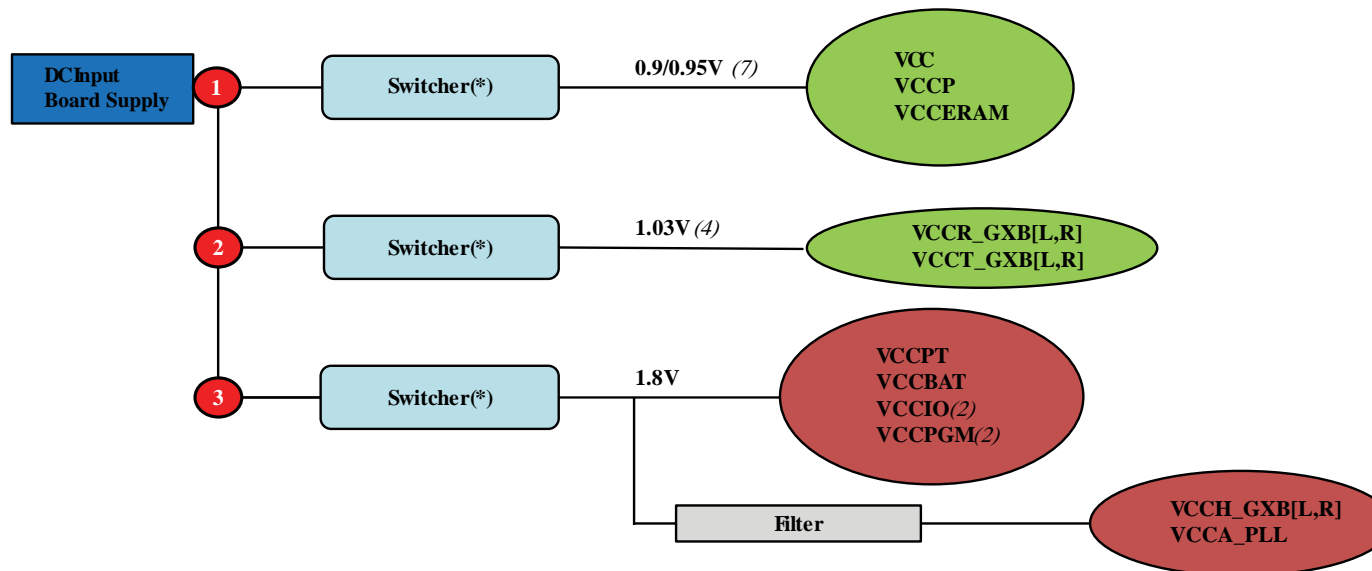 DCInput
Board Supply
1
Switcher(*)
0.9/0.95V (7)
VCC
VCCP
VCCERAM
2
Switcher(*)
1.03V (4)
VCCR_GXB[L,R]
VCCT_GXB[L,R]
3
Switcher(*)
1.8V
VCCPT
VCCBAT
VCCIO(2)
VCCPGM(2)
Filter
VCCH_GXB[L,R]
VCCA_PLL